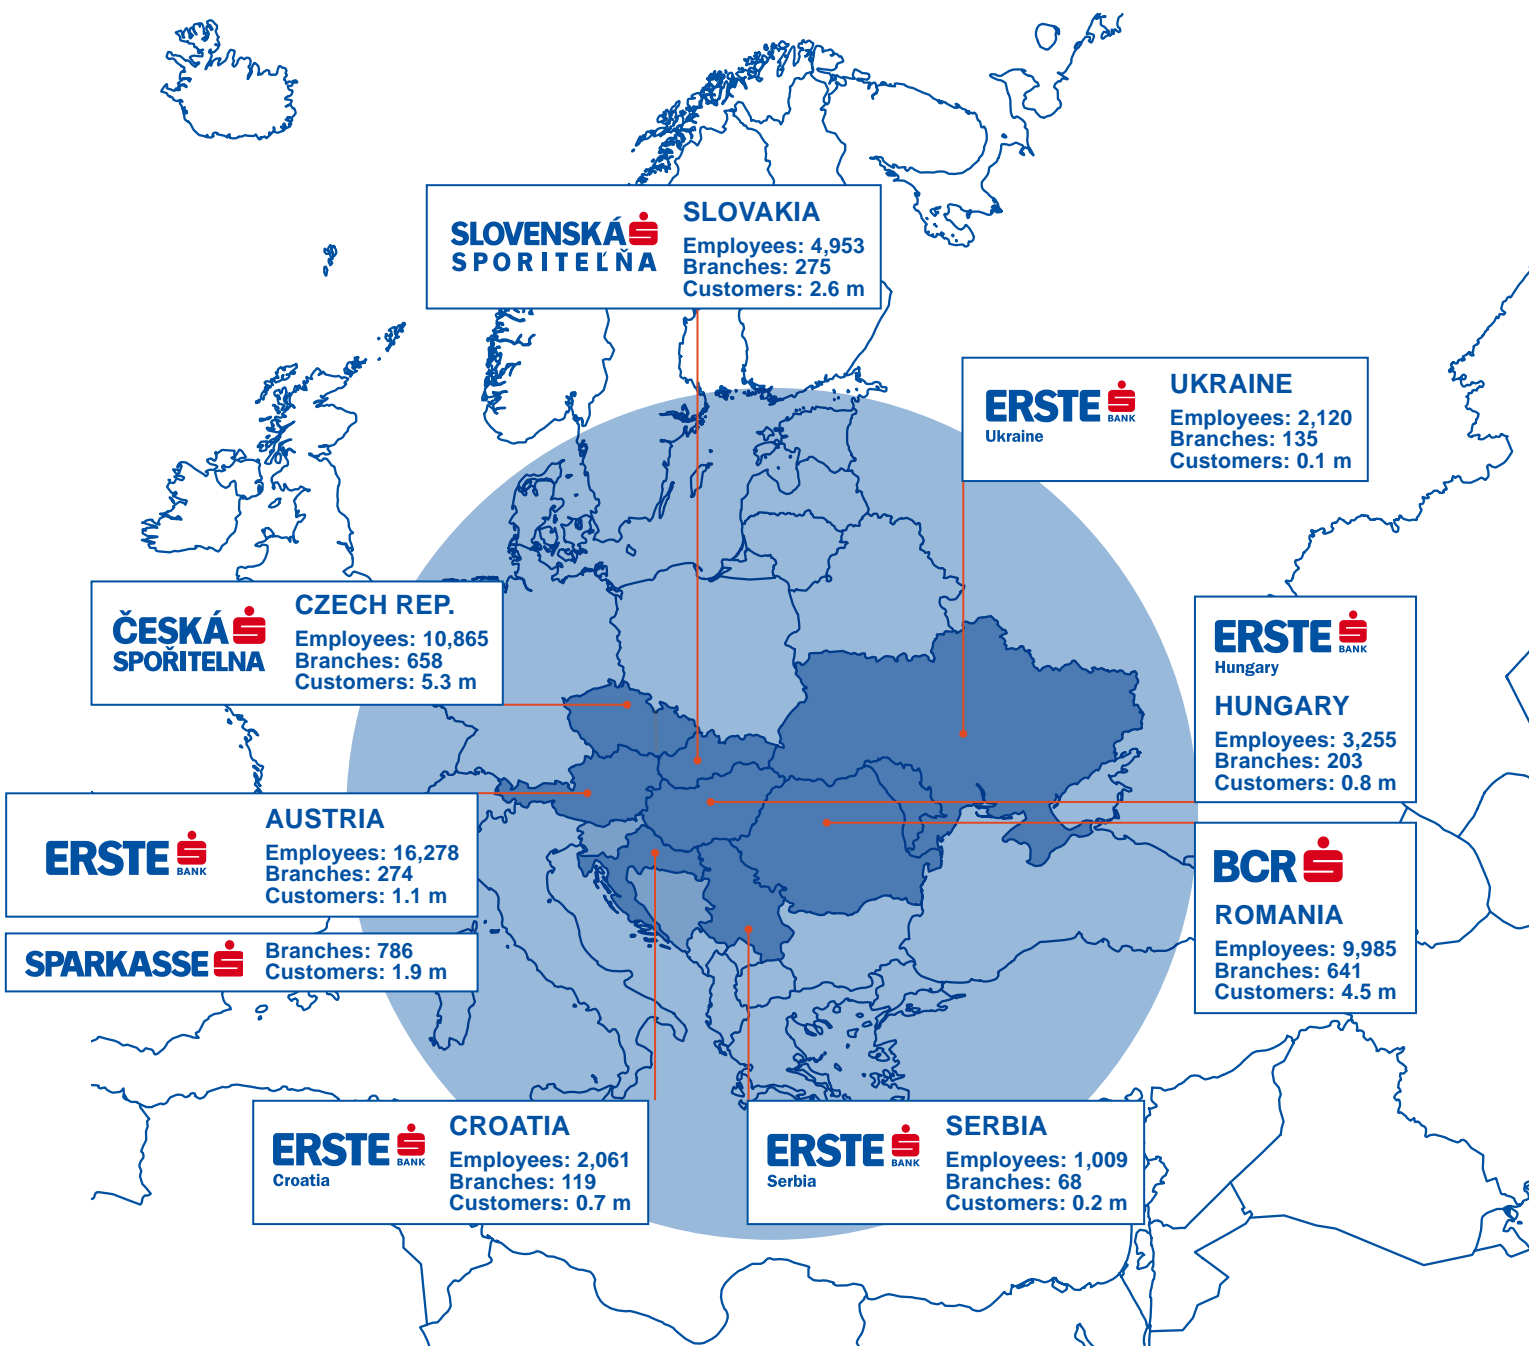 SLOVENSKÁ
SPORITEĽŇA
SLOVAKIA
Employees: 4,953
Branches: 275
Customers: 2.6 m
ERSTE
BANK
Ukraine
UKRAINE
Employees: 2,120
Branches: 135
Customers: 0.1 m
ČESKÁ
SPOŘITELNA
CZECH REP.
Employees: 10,865
Branches: 658
Customers: 5.3 m
ERSTE
BANK
Hungary
HUNGARY
Employees: 3,255
Branches: 203
Customers: 0.8 m
ERSTE
BANK
AUSTRIA
Employees: 16,278
Branches: 274
Customers: 1.1 m
SPARKASSE
Branches: 786
Customers: 1.9 m
BCR
ROMANIA
Employees: 9,985
Branches: 641
Customers: 4.5 m
ERSTE
BANK
Croatia
CROATIA
Employees: 2,061
Branches: 119
Customers: 0.7 m
ERSTE
BANK
Serbia
SERBIA
Employees: 1,009
Branches: 68
Customers: 0.2 m